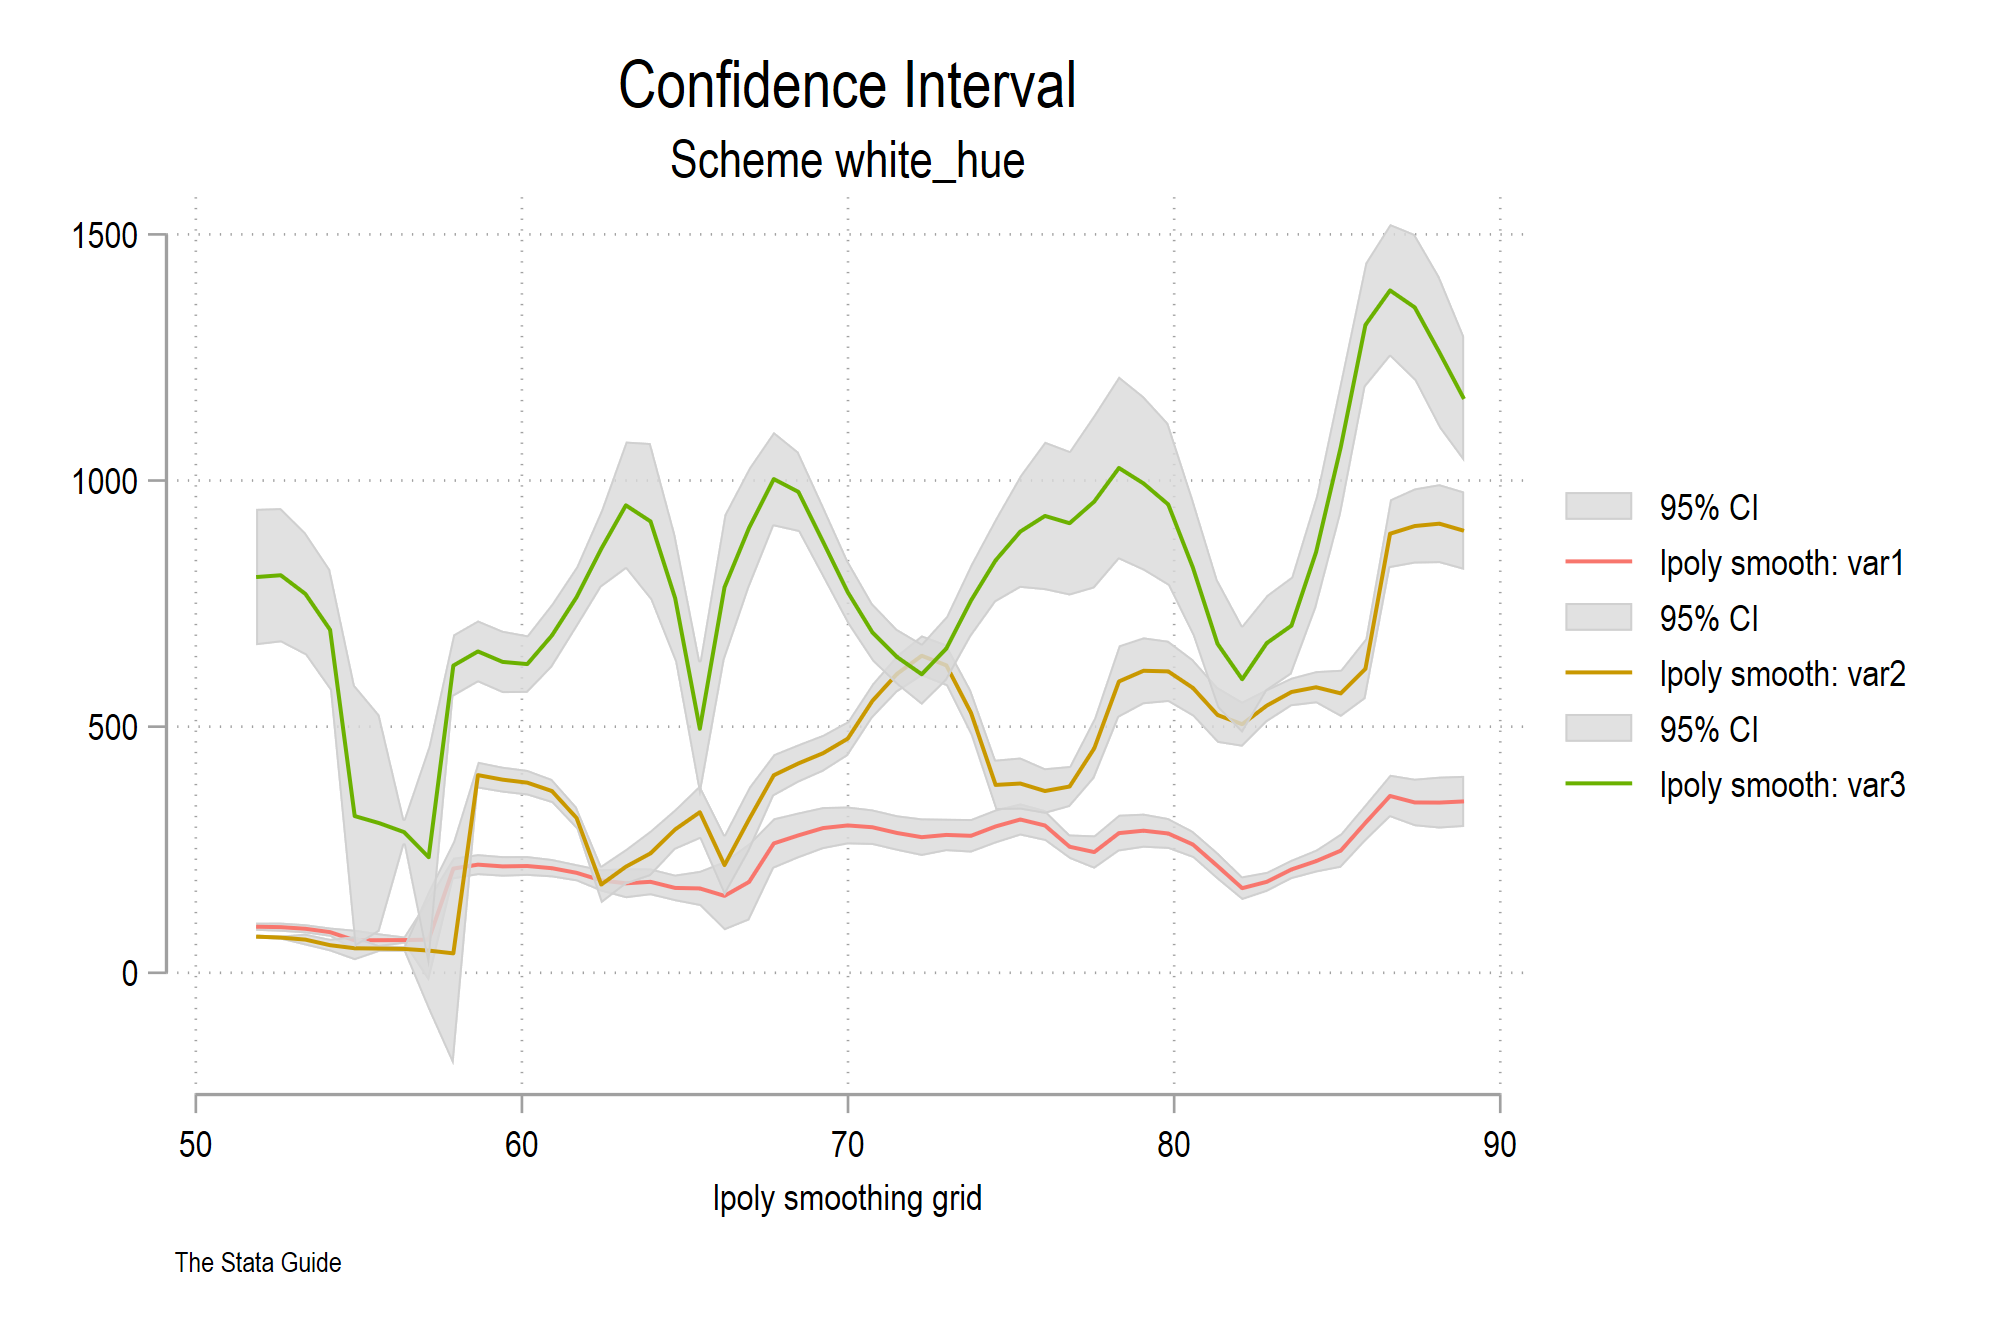 Confidence Interval
Scheme white_hue
1500
1000
500
0
50 60 70 80 90
lpoly smoothing grid
95% CI
lpoly smooth: var1
95% CI
lpoly smooth: var2
95% CI
lpoly smooth: var3
The Stata Guide